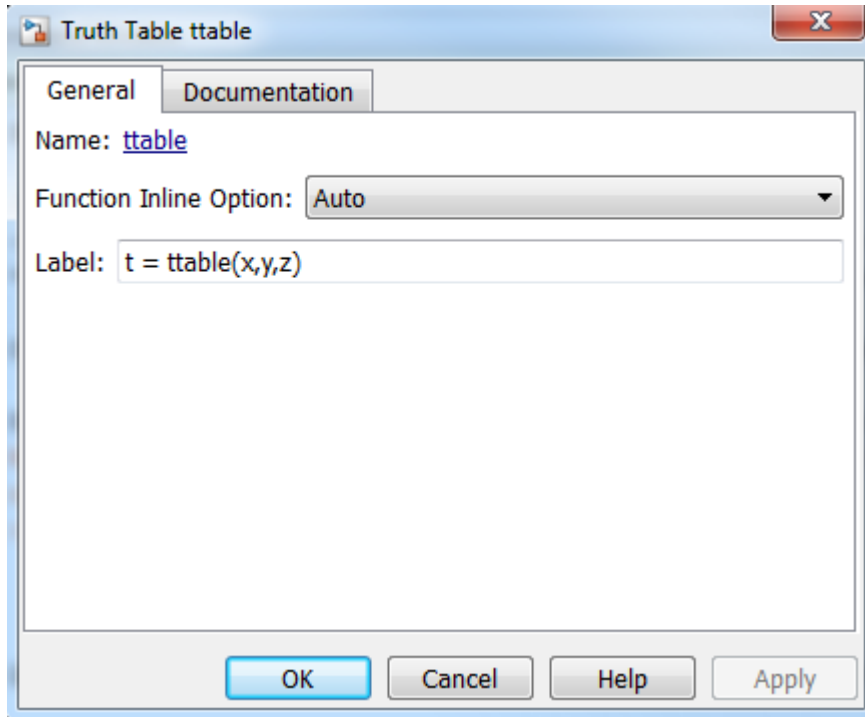 Truth Table ttable
General Documentation
Name: ttable
Function Inline Option: Auto
Label: t = ttable(x,y,z)
OK Cancel Help Apply